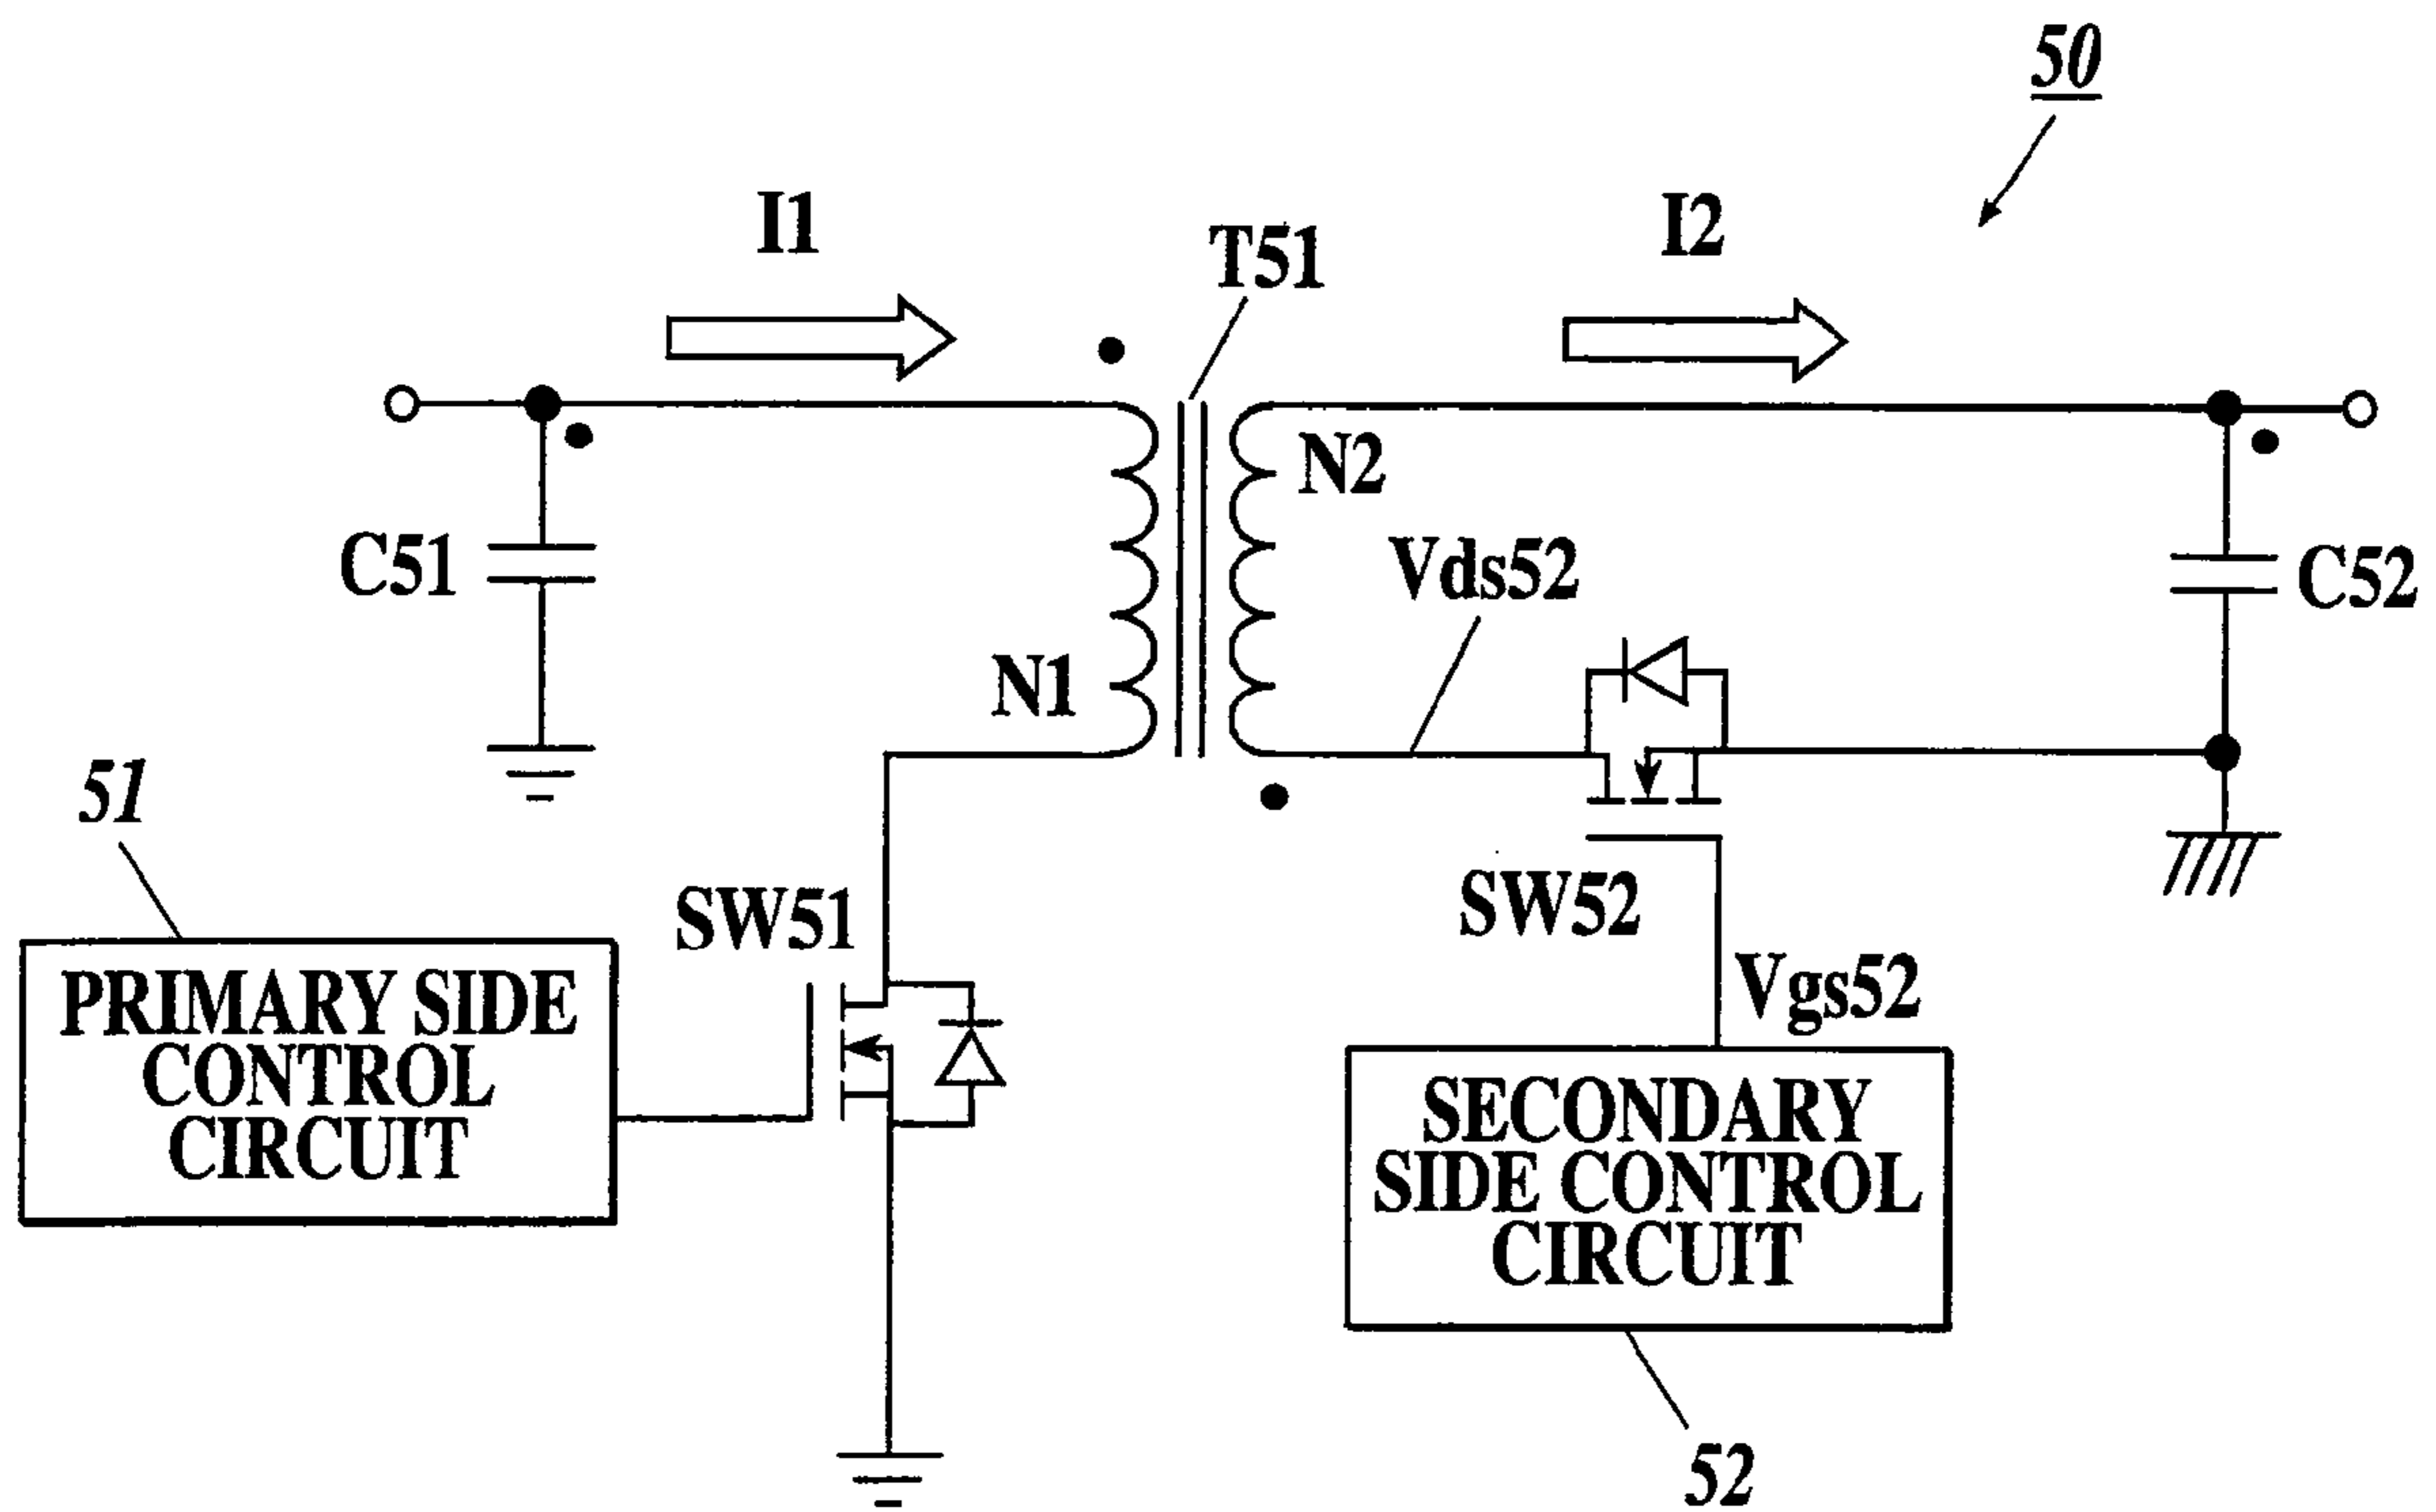 50
I1
I2
T51
N2
C51
Vds52
C52
N1
51
SW51
SW52
PRIMARY SIDE
CONTROL
CIRCUIT
Vgs52
SECONDARY
SIDE CONTROL
CIRCUIT
52